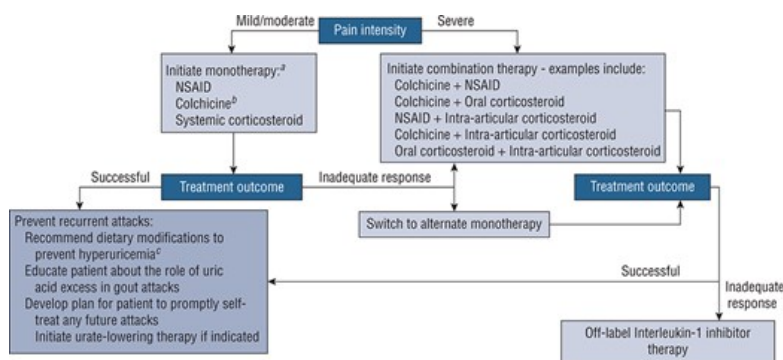 Mild/moderate
Pain intensity
Severe
Initiate monotherapy:a
NSAID
Colchicineb
Systemic corticosteroid
Initiate combination therapy - examples include:
Colchicine + NSAID
Colchicine + Oral corticosteroid
NSAID + Intra-articular corticosteroid
Colchicine + Intra-articular corticosteroid
Oral corticosteroid + Intra-articular corticosteroid
Successful
Treatment outcome
Inadequate response
Treatment outcome
Switch to alternate monotherapy
Prevent recurrent attacks:
Recommend dietary modifications to
prevent hyperuricemiac
Educate patient about the role of uric
acid excess in gout attacks
Develop plan for patient to promptly self-
treat any future attacks
Initiate urate-lowering therapy if indicated
Successful
Inadequate
response
Off-label Interleukin-1 inhibitor
therapy